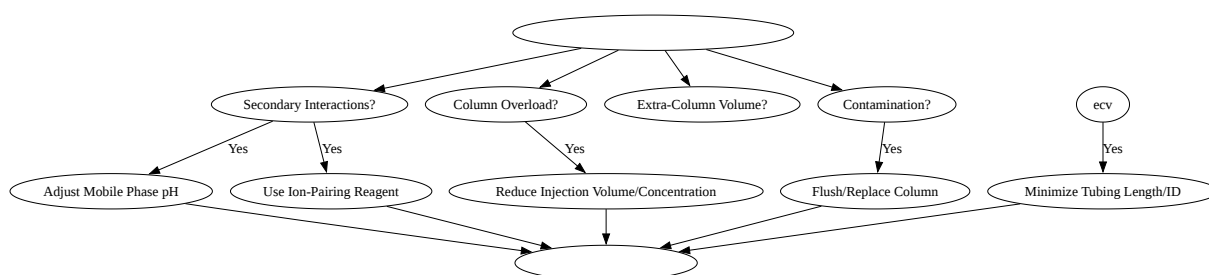 Secondary Interactions?
Column Overload?
Extra-Column Volume?
Contamination?
ecv
Yes
Yes
Yes
Yes
Yes
Adjust Mobile Phase pH
Use Ion-Pairing Reagent
Reduce Injection Volume/Concentration
Flush/Replace Column
Minimize Tubing Length/ID